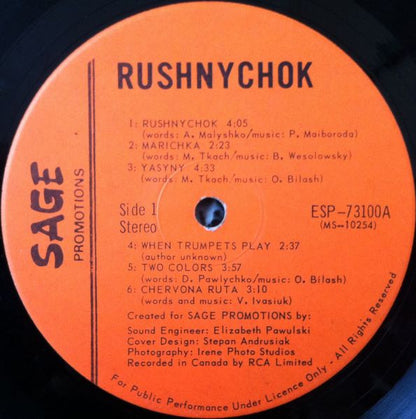 RUSHNYCHOK
1: RUSHNYCHOK 4:05
(words: A. Malyshko/music: P. Maiboroda)
2: MARICHKA 2:23
(words: M. Tkach/music: B. Wesolowsky)
3: YASYNY 4:33
(words: M. Tkach/music: O. Bilash)
SAGE
PROMOTIONS
Side 1
Stereo
ESP-73100A
(MS-10254)
4: WHEN TRUMPETS PLAY 2:37
(author unknown)
5: TWO COLORS 3:57
(words: D. Pawlychko/music: O. Bilash)
6: CHERVONA RUTA 3:10
(words and music: V. Ivasiuk)
Created for SAGE PROMOTIONS by:
Sound Engineer: Elizabeth Pawulski
Cover Design: Stepan Andrusiak
Photography: Irene Photo Studios
Recorded in Canada by RCA Limited
For Public Performance Under Licence Only - All Rights Reserved